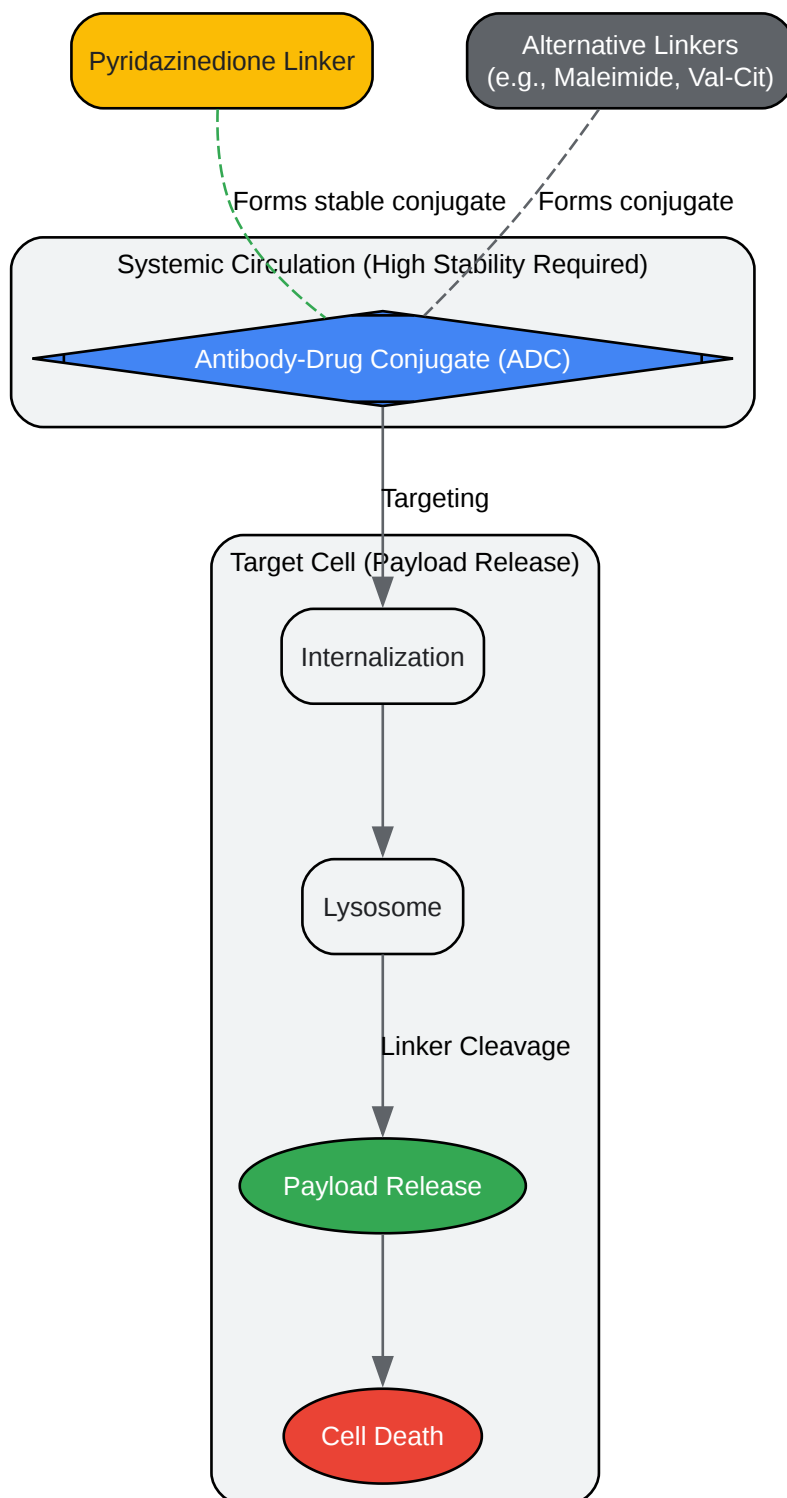 Pyridazinedione Linker
Alternative Linkers
(e.g., Maleimide, Val-Cit)
Forms stable conjugate
Forms conjugate
Systemic Circulation (High Stability Required)
Antibody-Drug Conjugate (ADC)
Targeting
Target Cell (Payload Release)
Internalization
Lysosome
Linker Cleavage
Payload Release
Cell Death